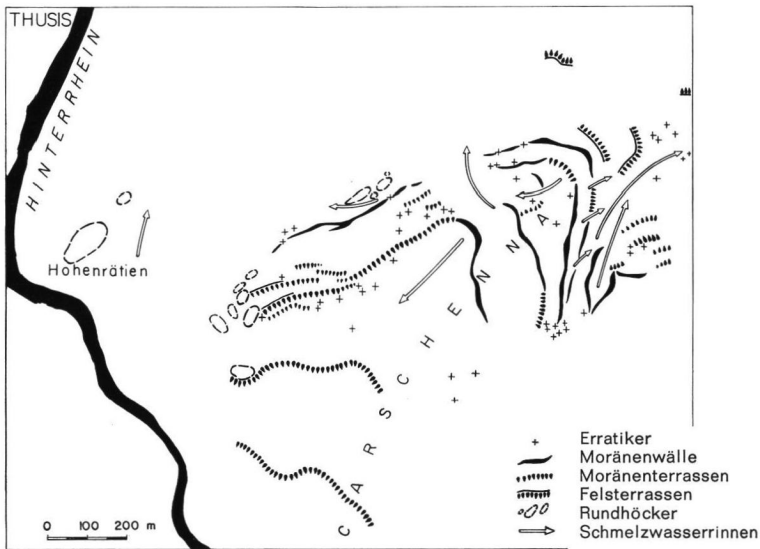 THUSIS
HINTERRHEIN
Hohenrätien
CARSCHENNA
+ Erratiker
Moränenwälle
Moränenterrassen
Felsterrassen
Rundhöcker
Schmelzwasserrinnen
0 100 200 m